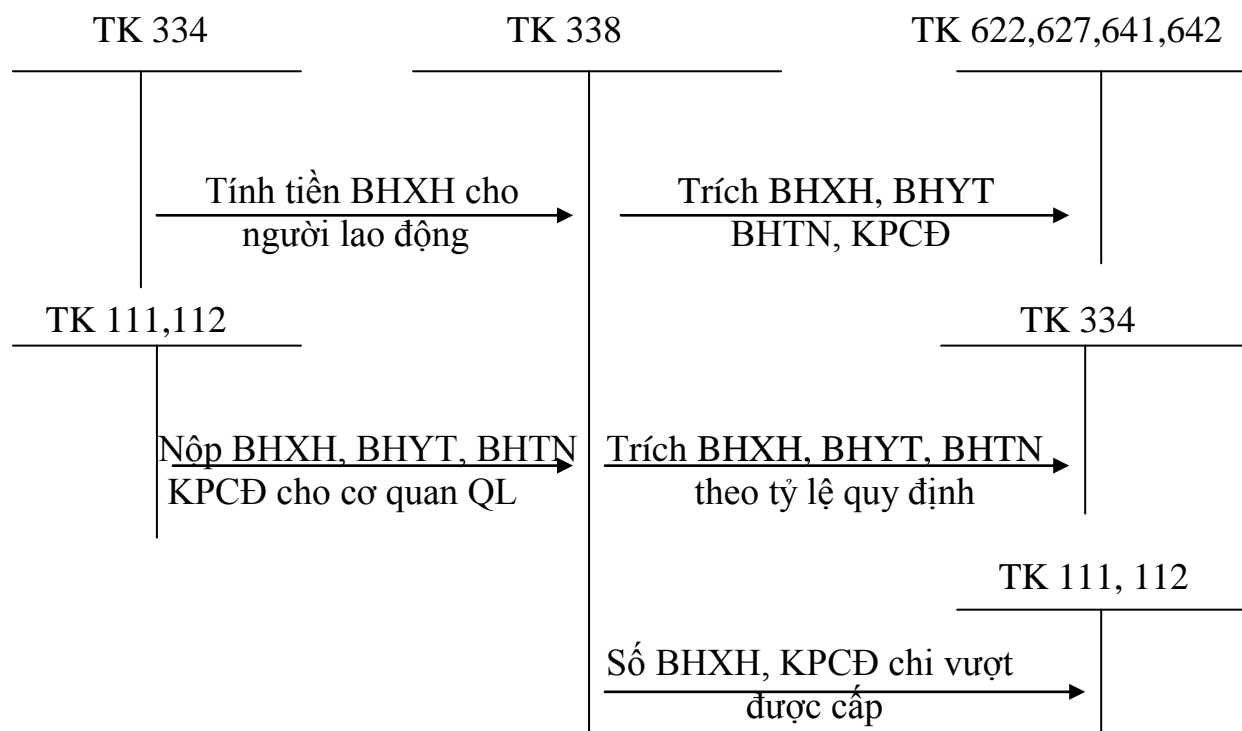 TK 334
TK 338
TK 622,627,641,642
Tính tiền BHXH cho
người lao động
Trích BHXH, BHYT
BHTN, KPCĐ
TK 111,112
TK 334
Nộp BHXH, BHYT, BHTN
KPCĐ cho cơ quan QL
Trích BHXH, BHYT, BHTN
theo tỷ lệ quy định
TK 111, 112
Số BHXH, KPCĐ chi vượt
được cấp